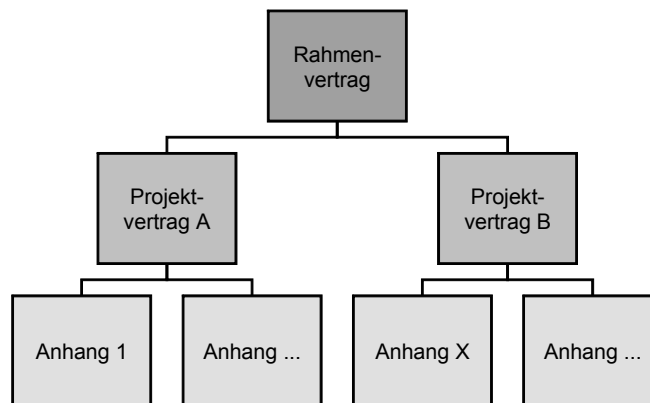 Rahmen-
vertrag
Projekt-
vertrag A
Projekt-
vertrag B
Anhang 1
Anhang ...
Anhang X
Anhang ...